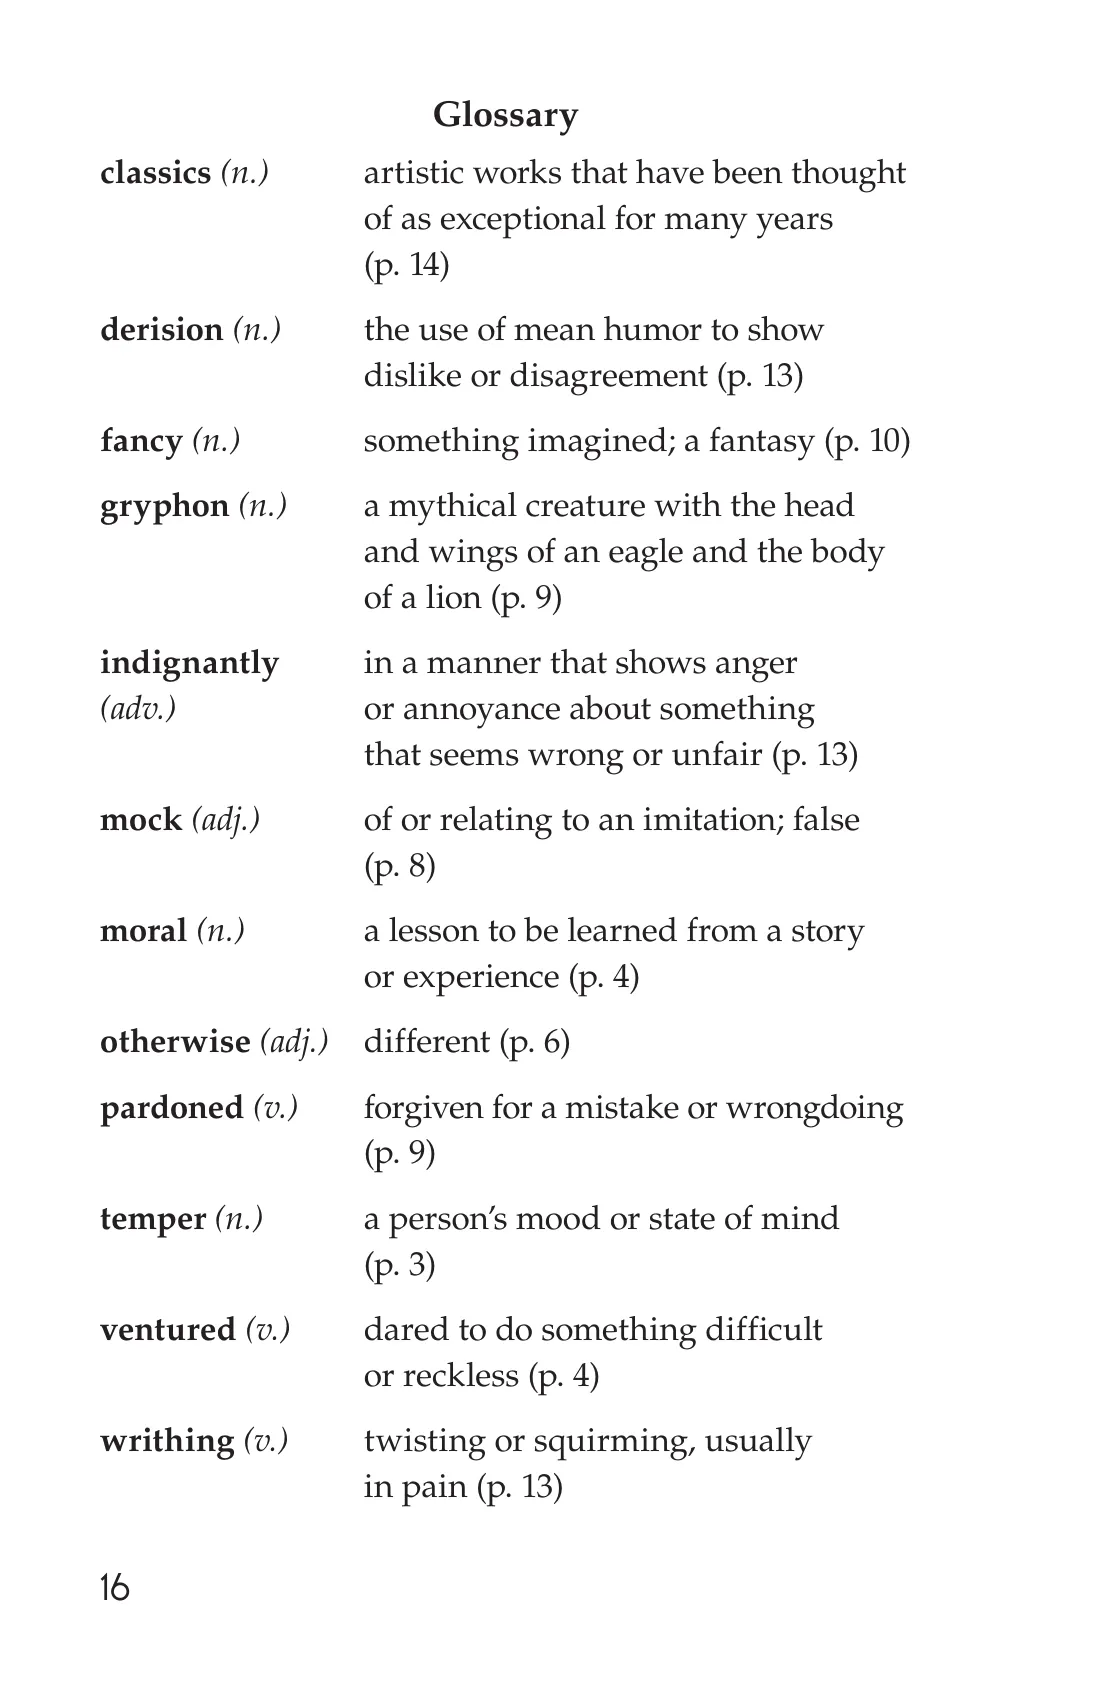 Glossary
classics (n.) artistic works that have been thought
of as exceptional for many years
(p. 14)
derision (n.) the use of mean humor to show
dislike or disagreement (p. 13)
fancy (n.) something imagined; a fantasy (p. 10)
gryphon (n.) a mythical creature with the head
and wings of an eagle and the body
of a lion (p. 9)
indignantly in a manner that shows anger
(adv.) or annoyance about something
that seems wrong or unfair (p. 13)
mock (adj.) of or relating to an imitation; false
(p. 8)
moral (n.) a lesson to be learned from a story
or experience (p. 4)
otherwise (adj.) different (p. 6)
pardoned (v.) forgiven for a mistake or wrongdoing
(p. 9)
temper (n.) a person’s mood or state of mind
(p. 3)
ventured (v.) dared to do something difficult
or reckless (p. 4)
writhing (v.) twisting or squirming, usually
in pain (p. 13)
16